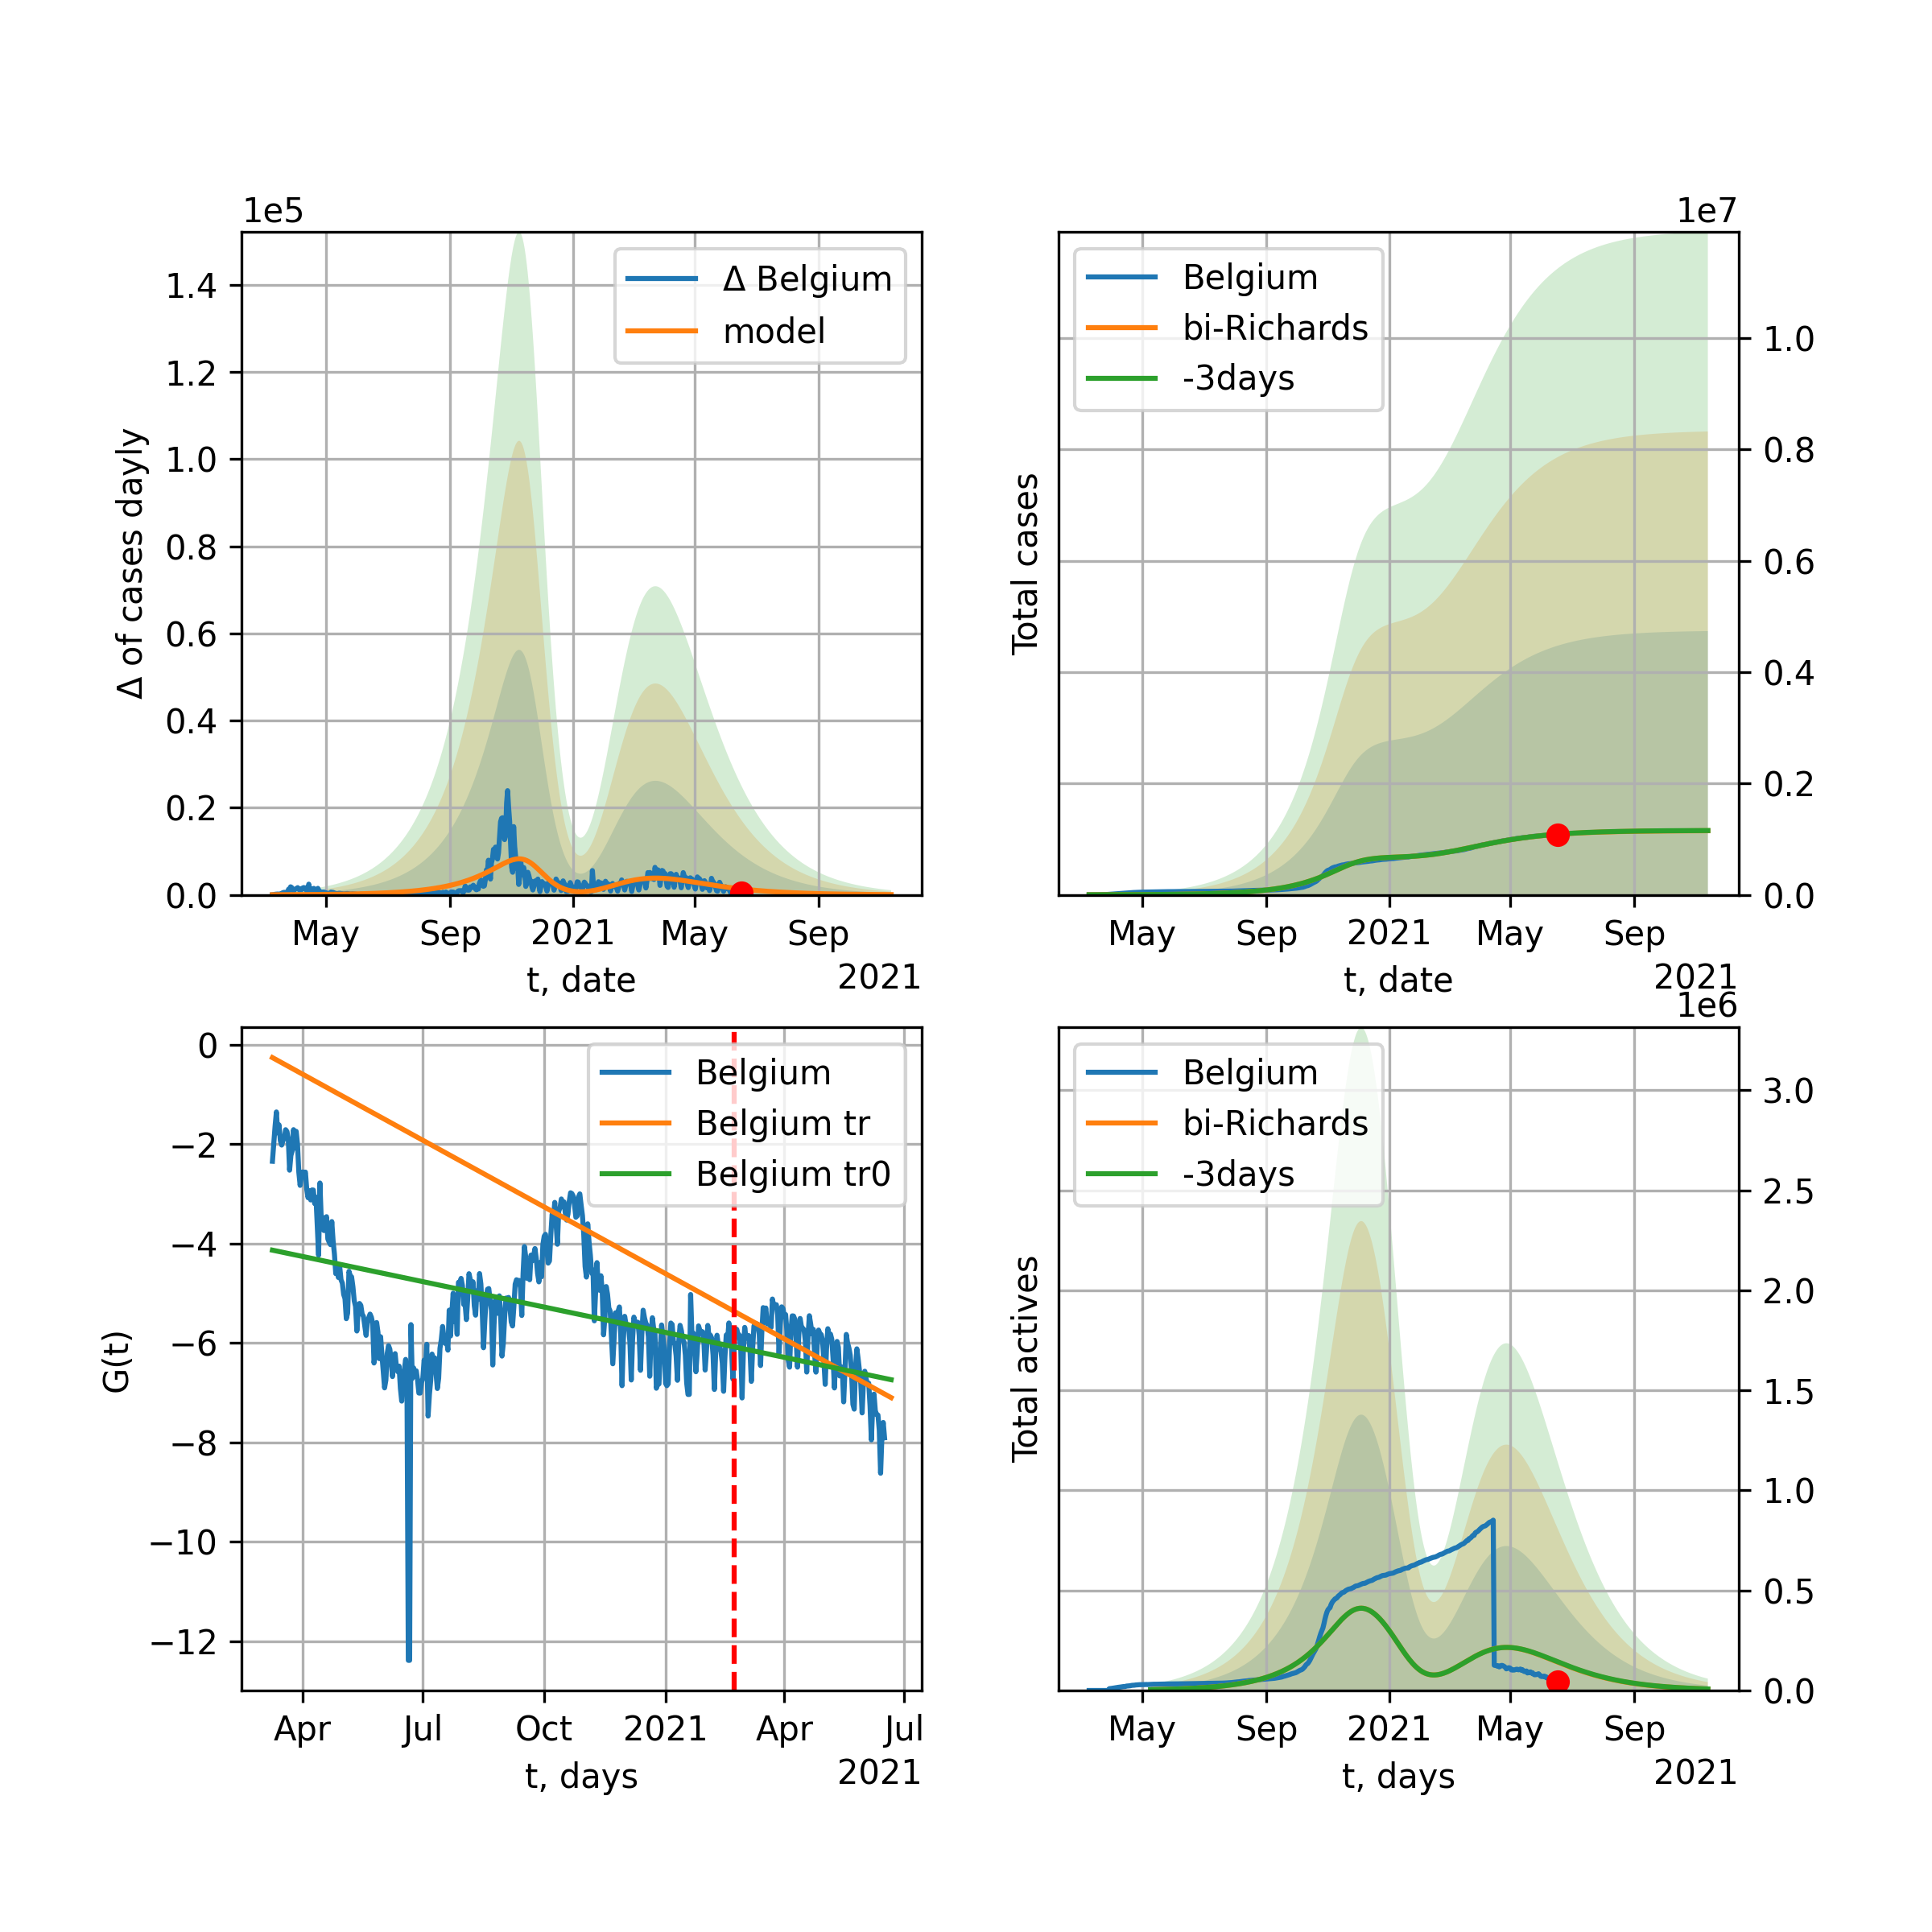 1e5
Δ of cases dayly
1.4
1.2
1.0
0.8
0.6
0.4
0.2
0.0
Δ Belgium
model
May Sep 2021 May Sep
t, date
2021
1e7
Total cases
Belgium
bi-Richards
-3days
1.0
0.8
0.6
0.4
0.2
0.0
May Sep 2021 May Sep
t, date
2021
G(t)
0
−2
−4
−6
−8
−10
−12
Belgium
Belgium tr
Belgium tr0
Apr Jul Oct 2021 Apr Jul
t, days
2021
1e6
Total actives
Belgium
bi-Richards
-3days
3.0
2.5
2.0
1.5
1.0
0.5
0.0
May Sep 2021 May Sep
t, days
2021